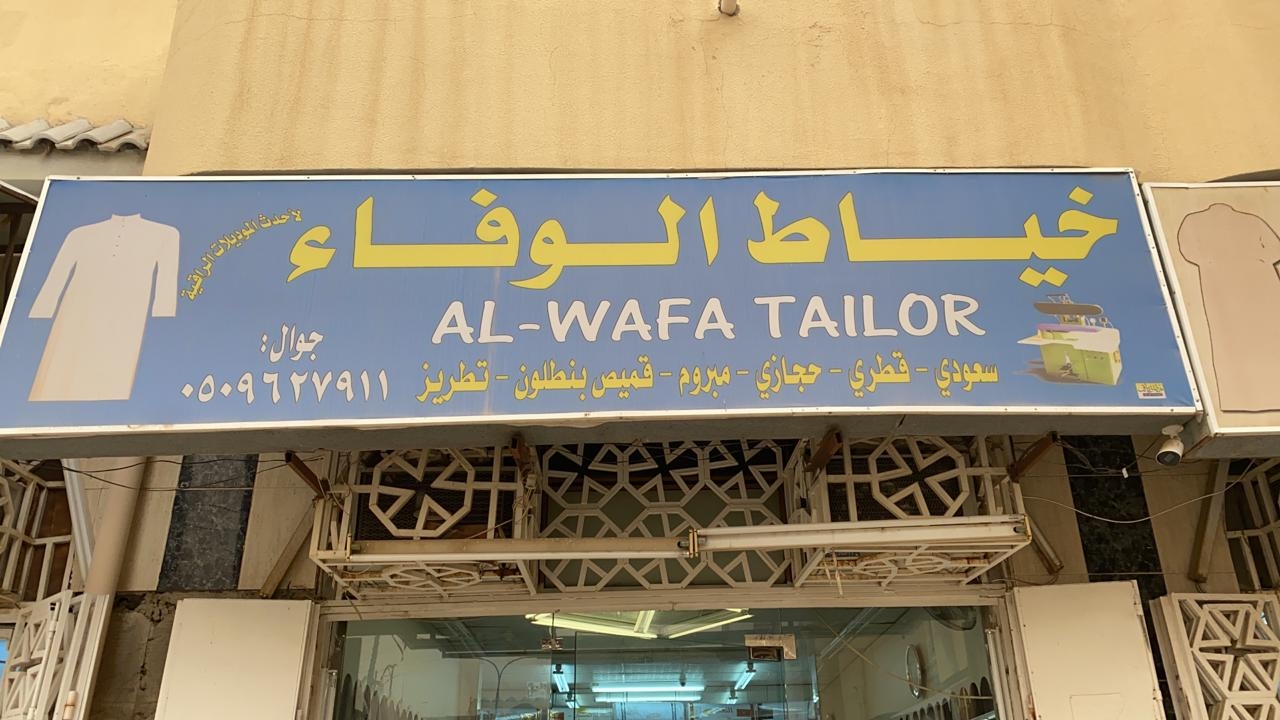 خياط الوفاء
لأحدث الموديلات الراقية
AL-WAFA TAILOR
سعودي - قطري - حجازي - مبروم - قميص بنطلون - تطريز
جوال:
٠٥٠٩٦٢٧٩١١